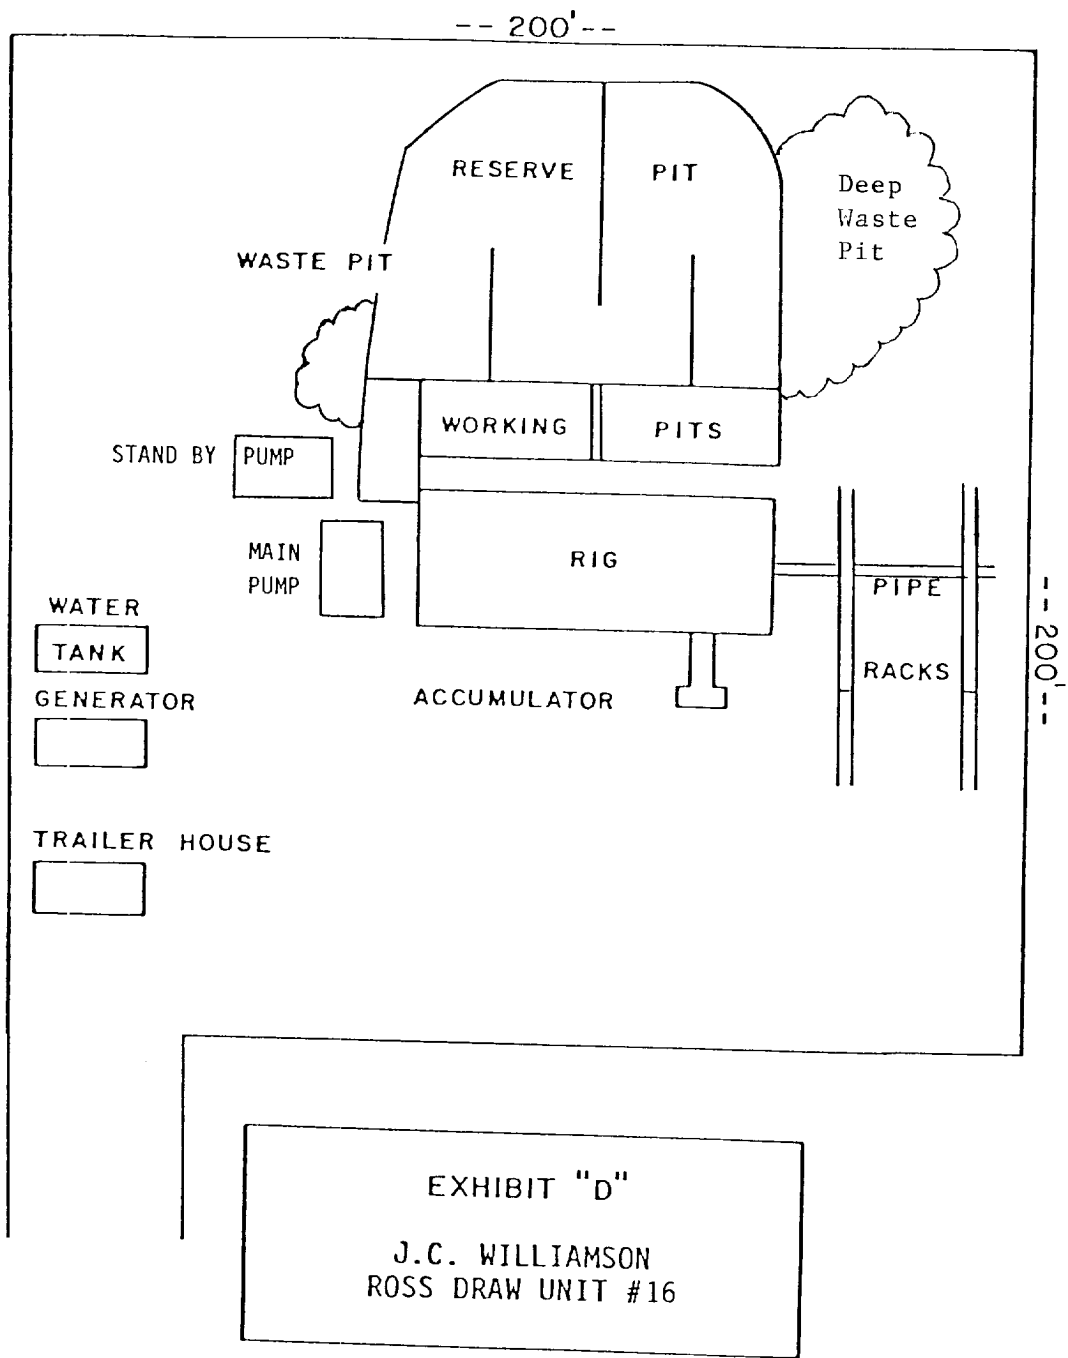 -- 200' --
RESERVE PIT
Deep
Waste
Pit
WASTE PIT
WORKING PITS
STAND BY PUMP
MAIN
PUMP
RIG
PIPE
RACKS
-- 200' --
WATER
TANK
GENERATOR
ACCUMULATOR
TRAILER HOUSE
EXHIBIT "D"
J.C. WILLIAMSON
ROSS DRAW UNIT #16